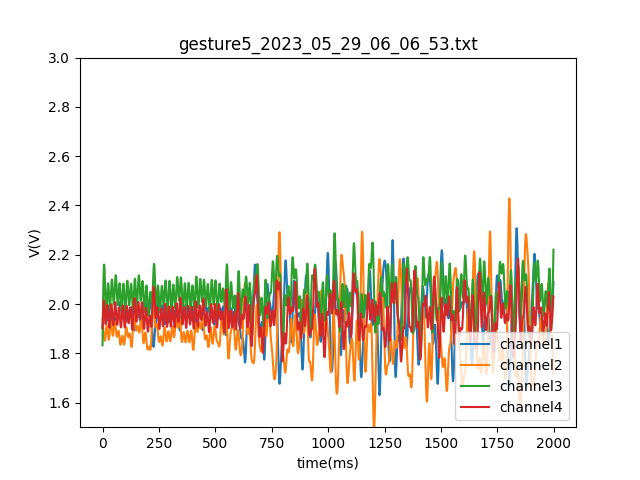 gesture5_2023_05_29_06_06_53.txt
3.0
2.8
2.6
2.4
2.2
2.0
1.8
1.6
V(V)
channel1
channel2
channel3
channel4
0 250 500 750 1000 1250 1500 1750 2000
time(ms)